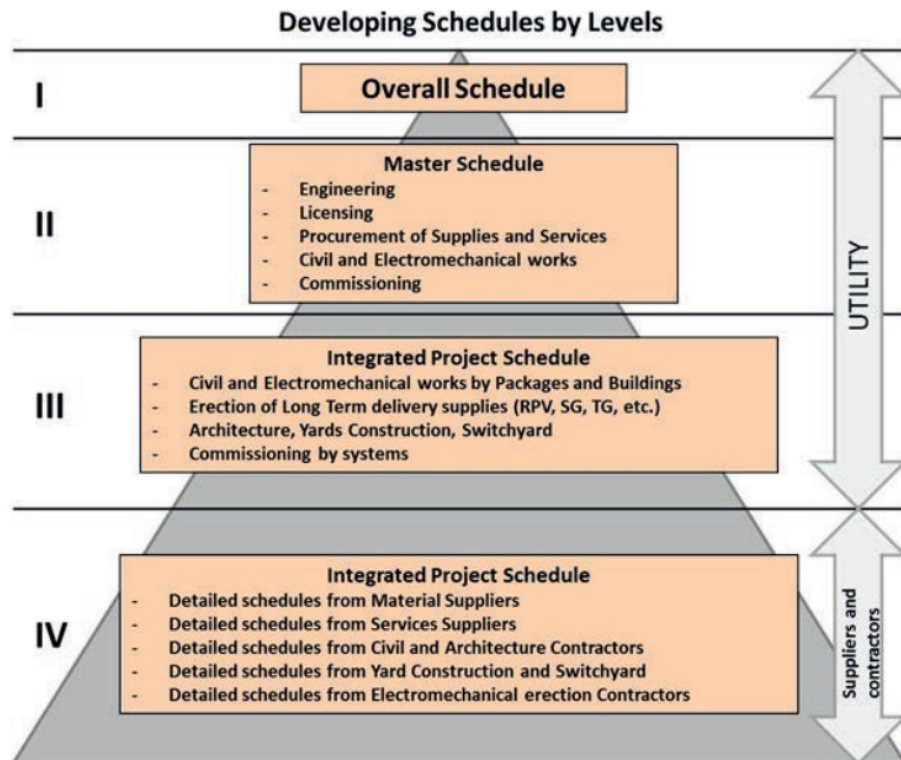 Developing Schedules by Levels
I
Overall Schedule
II
Master Schedule
- Engineering
- Licensing
- Procurement of Supplies and Services
- Civil and Electromechanical works
- Commissioning
UTILITY
III
Integrated Project Schedule
- Civil and Electromechanical works by Packages and Buildings
- Erection of Long Term delivery supplies (RPV, SG, TG, etc.)
- Architecture, Yards Construction, Switchyard
- Commissioning by systems
IV
Integrated Project Schedule
- Detailed schedules from Material Suppliers
- Detailed schedules from Services Suppliers
- Detailed schedules from Civil and Architecture Contractors
- Detailed schedules from Yard Construction and Switchyard
- Detailed schedules from Electromechanical erection Contractors
Suppliers and
contractors